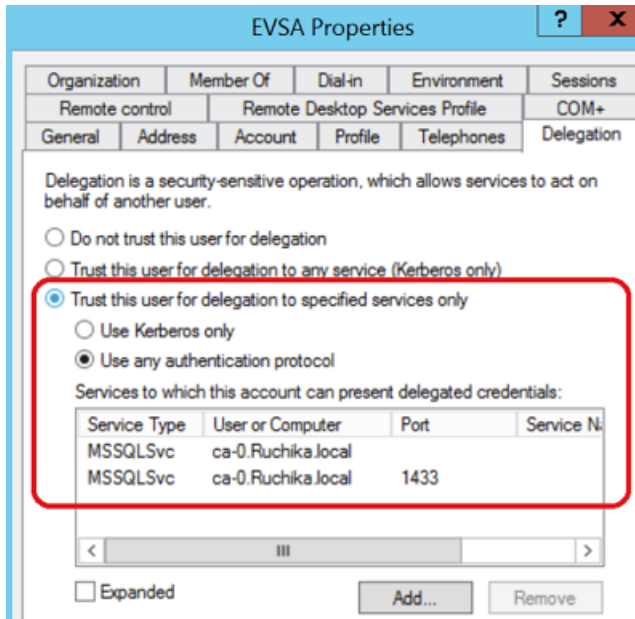 EVSA Properties
?
x
Organization Member Of Dial-in Environment Sessions
Remote control Remote Desktop Services Profile COM+
General Address Account Profile Telephones Delegation
Delegation is a security-sensitive operation, which allows services to act on
behalf of another user.
Do not trust this user for delegation
Trust this user for delegation to any service (Kerberos only)
Trust this user for delegation to specified services only
Use Kerberos only
Use any authentication protocol
Services to which this account can present delegated credentials:
Service Type User or Computer Port Service Na
MSSQLSvc ca-0.Ruchika.local
MSSQLSvc ca-0.Ruchika.local 1433
Expanded Add... Remove